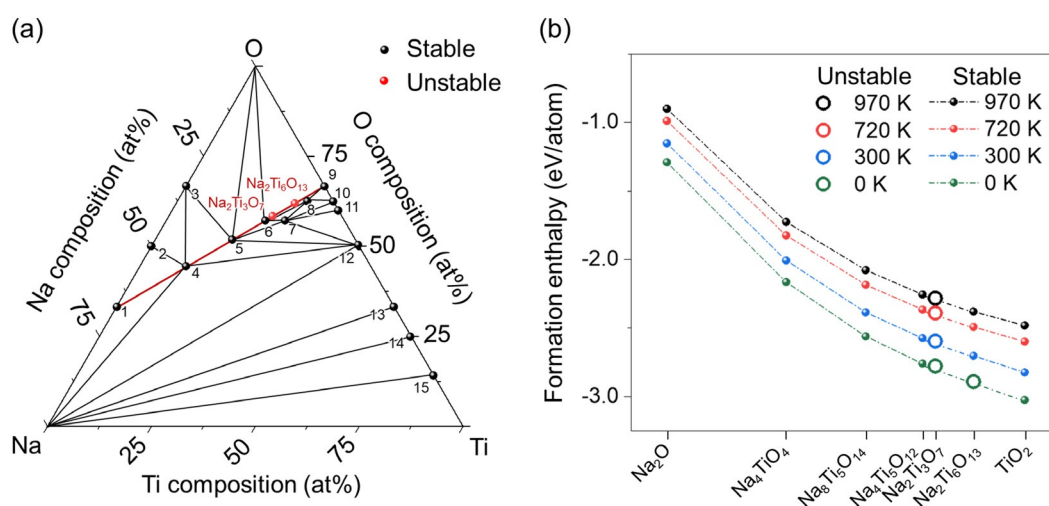 (a)
O
Stable
Unstable
Na composition (at%)
O composition (at%)
25
50
75
75
50
25
Na₂Ti₆O₁₃
Na₂Ti₃O₇
1
2
3
4
5
6
7
8
9
10
11
12
13
14
15
Na
Ti
25
50
75
Ti composition (at%)
(b)
Formation enthalpy (eV/atom)
-1.0
-2.0
-3.0
Unstable Stable
970 K 970 K
720 K 720 K
300 K 300 K
0 K 0 K
Na₂O
Na₄TiO₄
Na₈Ti₅O₁₄
Na₄Ti₅O₁₂
Na₂Ti₃O₇
Na₂Ti₆O₁₃
TiO₂